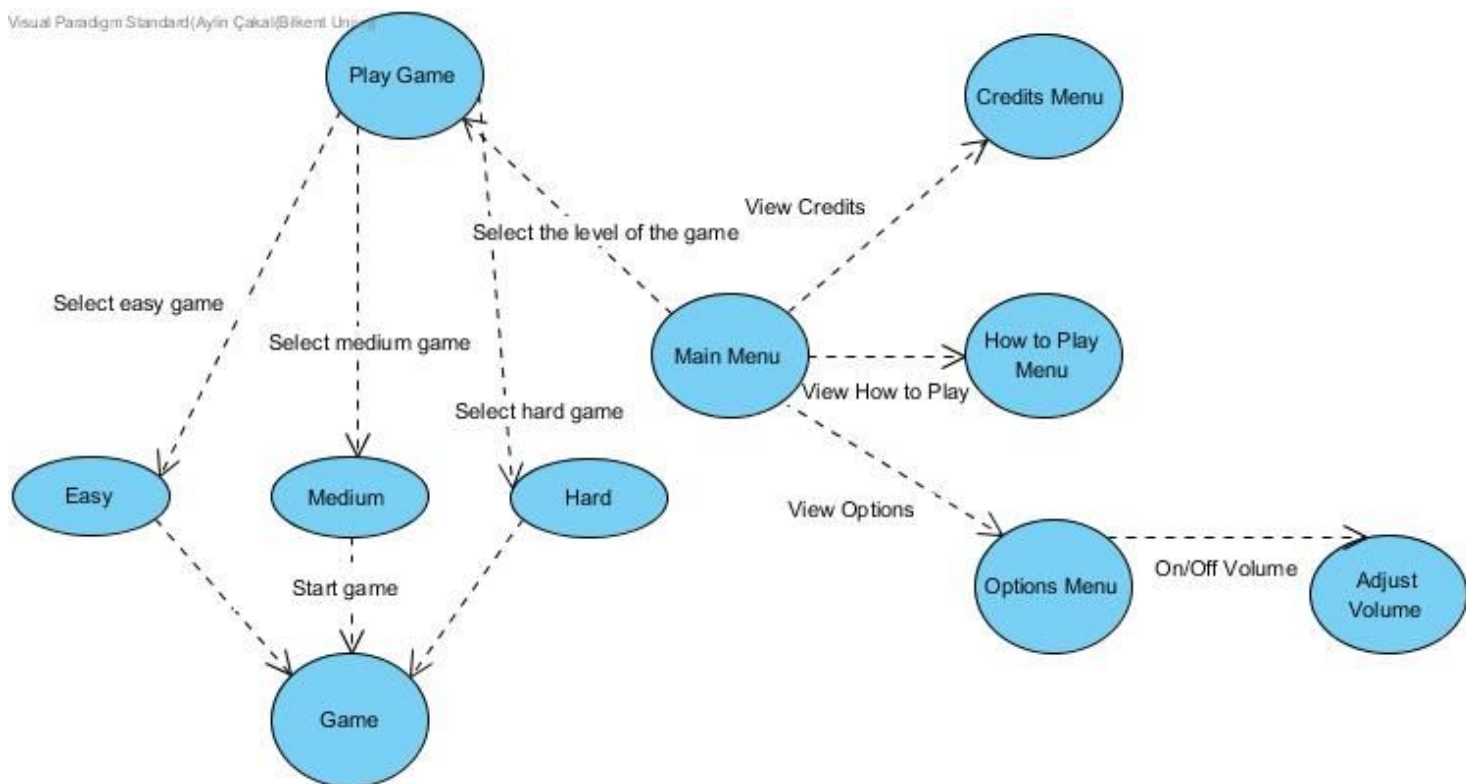 Visual Paradigm Standard(Aylin Çakal(Bilkent
Play Game
Credits Menu
View Credits
Select the level of the game
Select easy game
Select medium game
Main Menu
How to Play
Menu
View How to Play
Select hard game
Easy
Medium
Hard
View Options
On/Off Volume
Options Menu
Adjust
Volume
Start game
Game